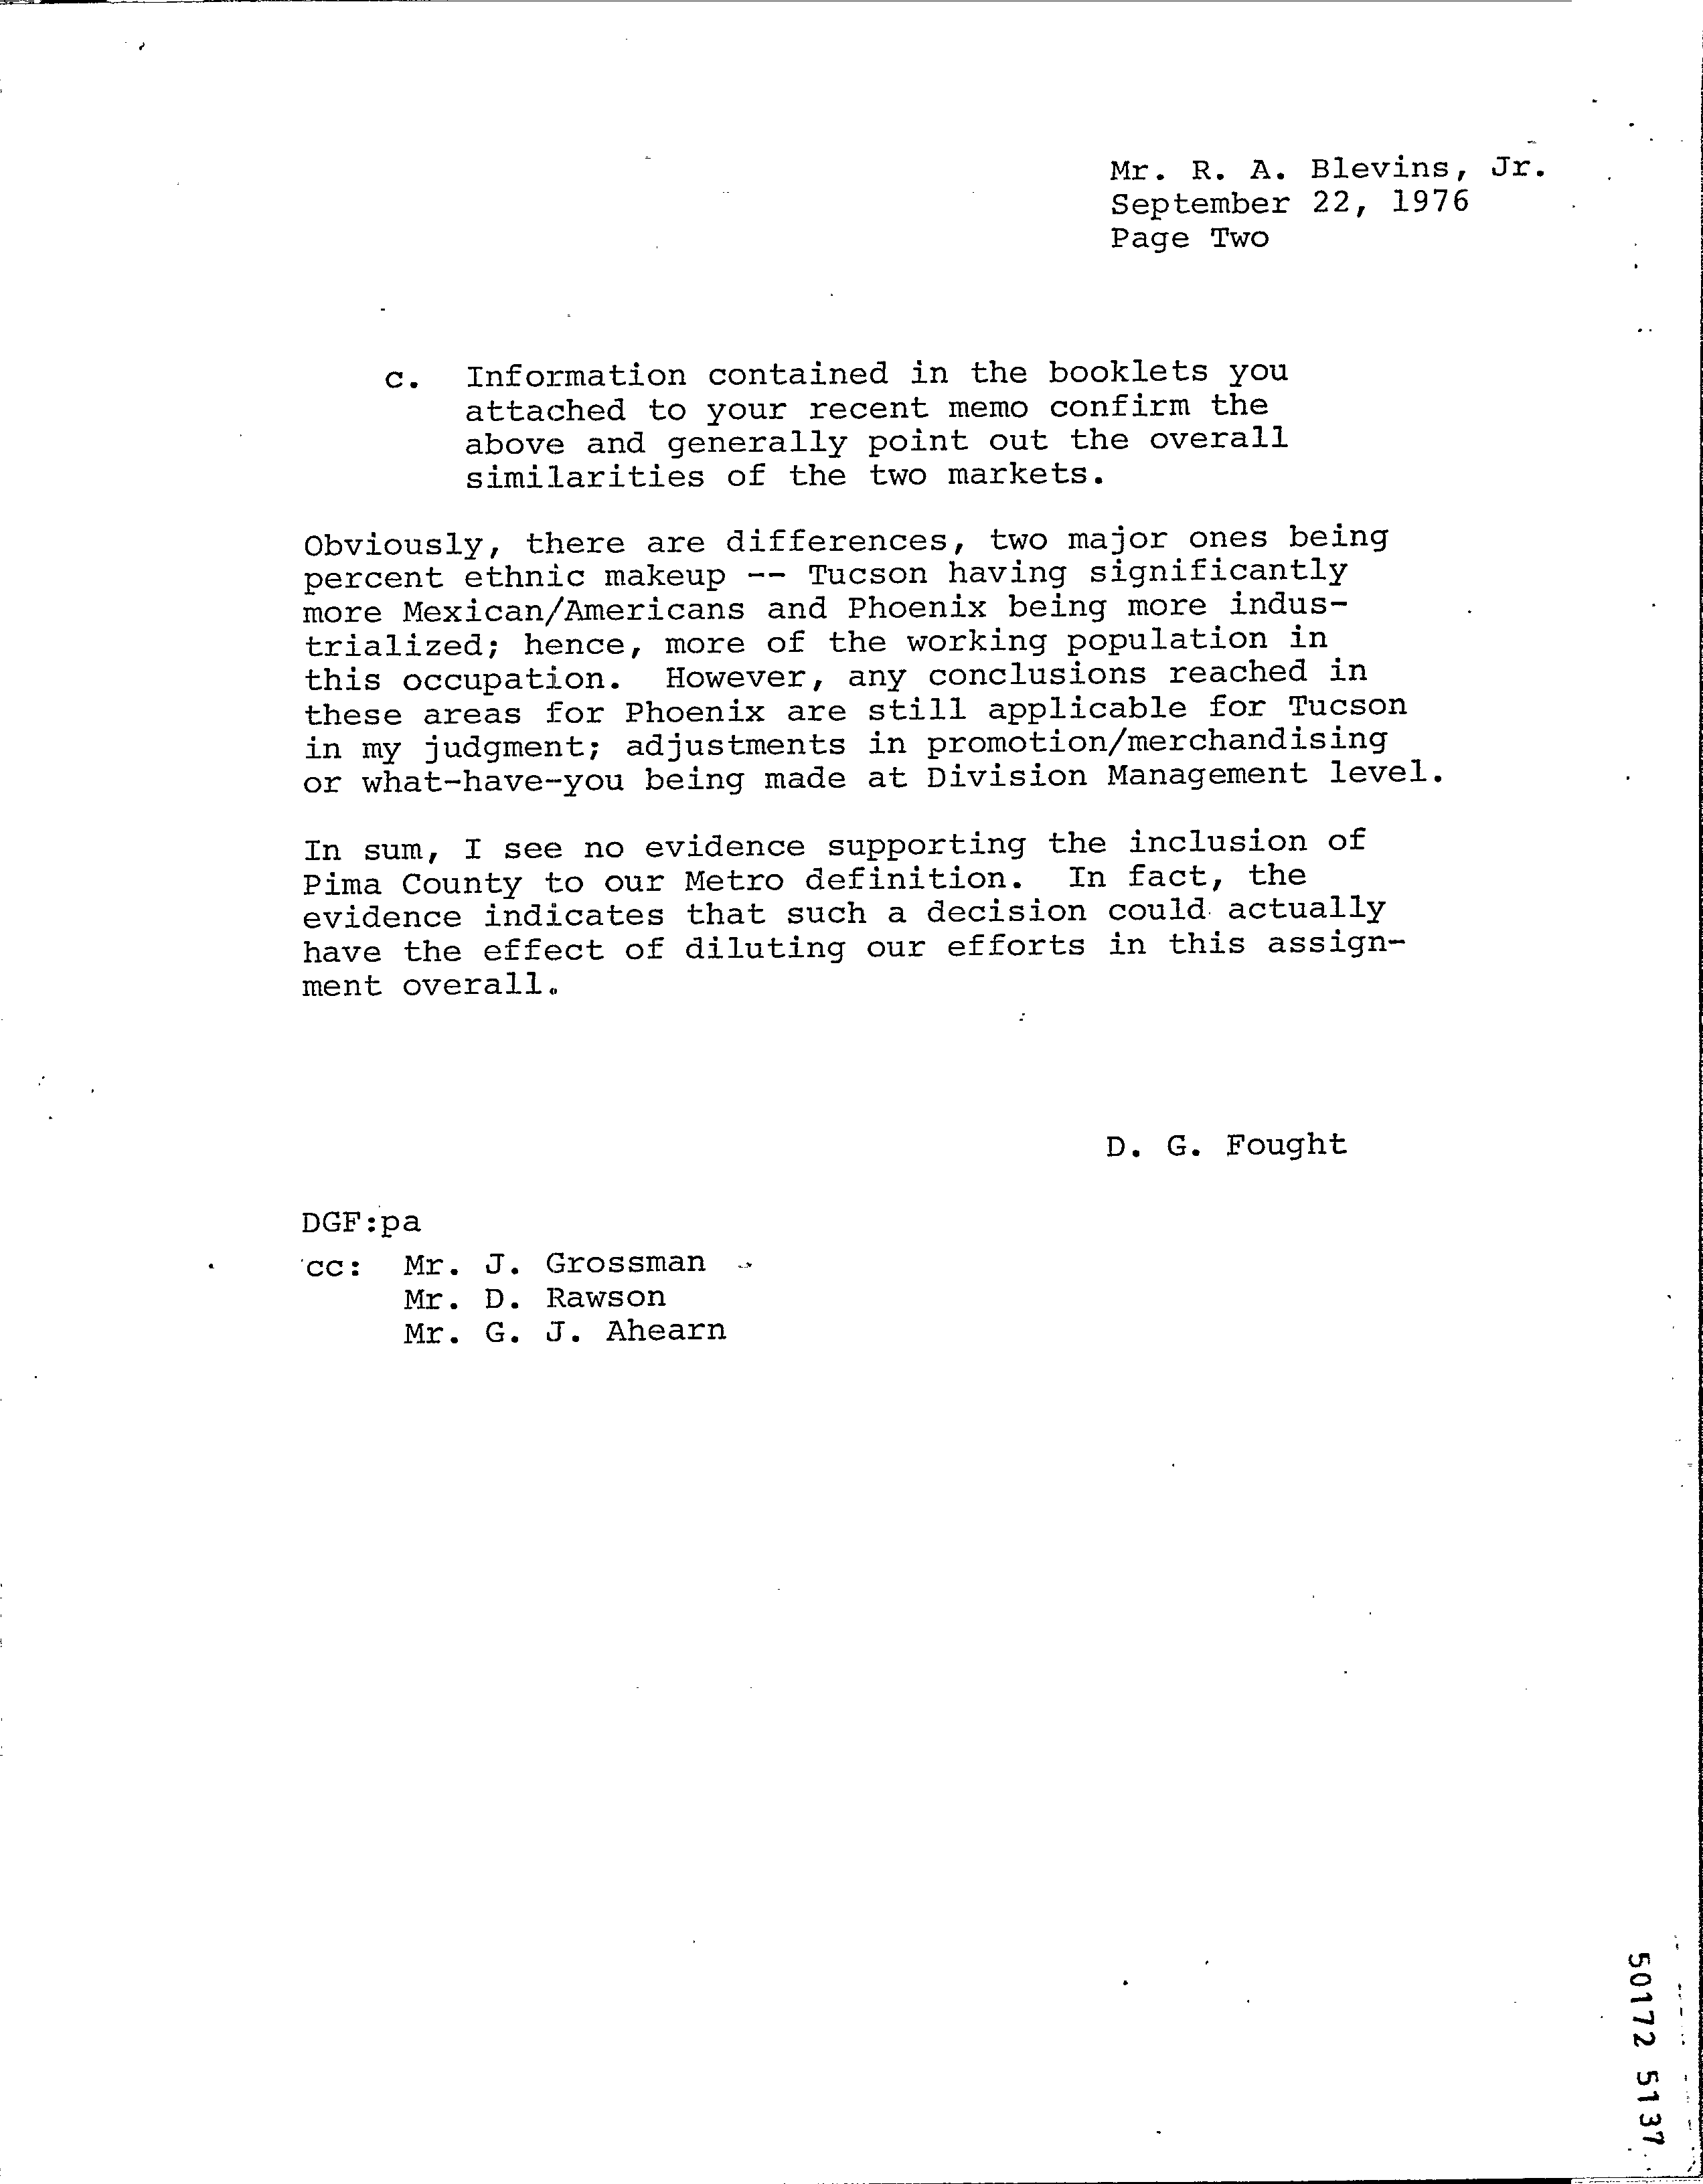 Mr. R. A. Blevins, Jr.
September 22, 1976
Page Two
c. Information contained in the booklets you
attached to your recent memo confirm the
above and generally point out the overall
similarities of the two markets.
Obviously, there are differences, two major ones being
percent ethnic makeup -- Tucson having significantly
more Mexican/Americans and Phoenix being more indus-
trialized; hence, more of the working population in
this occupation. However, any conclusions reached in
these areas for Phoenix are still applicable for Tucson
in my judgment; adjustments in promotion/merchandising
or what-have-you being made at Division Management level.
In sum, I see no evidence supporting the inclusion of
Pima County to our Metro definition. In fact, the
evidence indicates that such a decision could actually
have the effect of diluting our efforts in this assign-
ment overall.
D. G. Fought
DGF:pa
cc: Mr. J. Grossman
Mr. D. Rawson
Mr. G. J. Ahearn
50172 5137